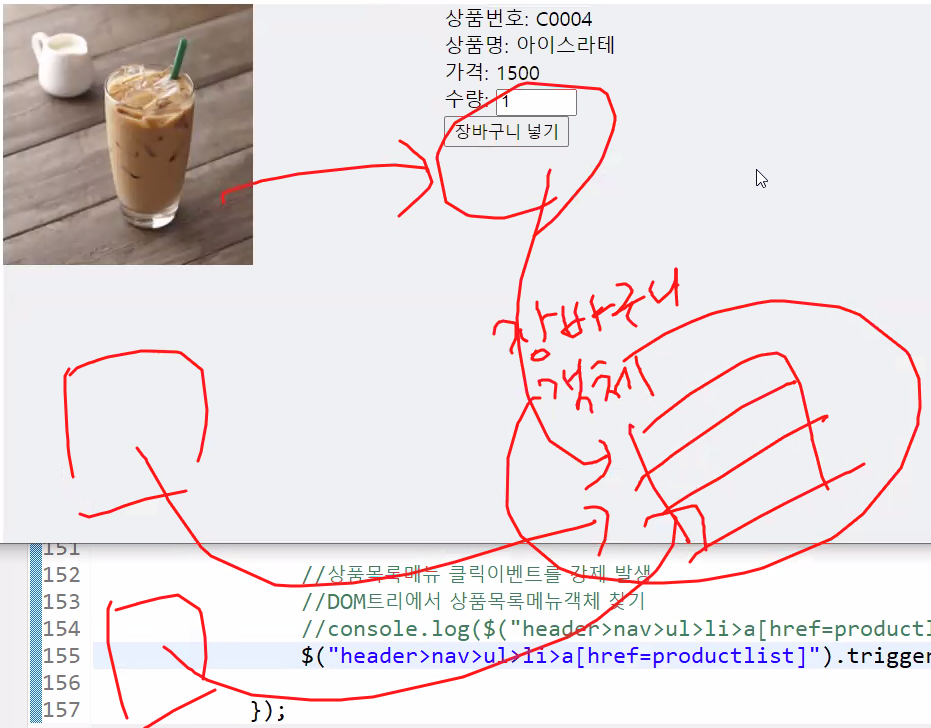 상품번호: C0004
상품명: 아이스라테
가격: 1500
수량: 1
장바구니 넣기
장바구니
객체
151
152 //상품목록메뉴 클릭이벤트를 강제 발생
153 //DOM트리에서 상품목록메뉴객체 찾기
154 //console.log($("header>nav>ul>li>a[href=productl
155 $("header>nav>ul>li>a[href=productlist]").trigger
156
157 });